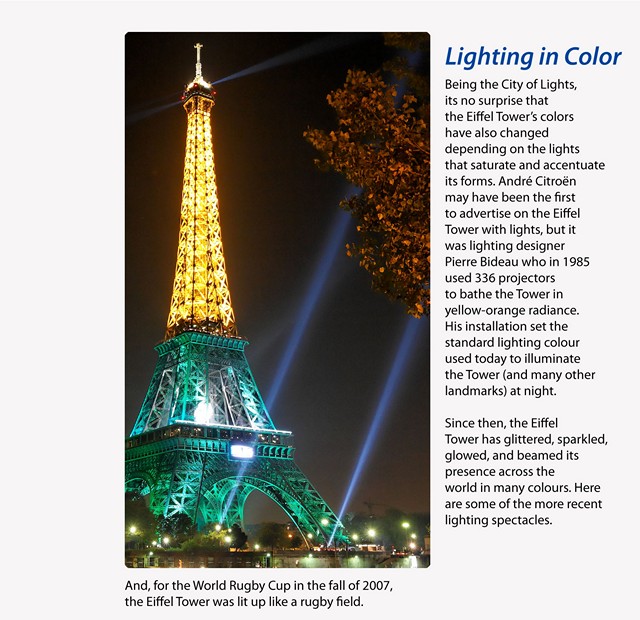 Lighting in Color
Being the City of Lights,
its no surprise that
the Eiffel Tower’s colors
have also changed
depending on the lights
that saturate and accentuate
its forms. André Citroën
may have been the first
to advertise on the Eiffel
Tower with lights, but it
was lighting designer
Pierre Bideau who in 1985
used 336 projectors
to bathe the Tower in
yellow-orange radiance.
His installation set the
standard lighting colour
used today to illuminate
the Tower (and many other
landmarks) at night.
Since then, the Eiffel
Tower has glittered, sparkled,
glowed, and beamed its
presence across the
world in many colours. Here
are some of the more recent
lighting spectacles.
And, for the World Rugby Cup in the fall of 2007,
the Eiffel Tower was lit up like a rugby field.